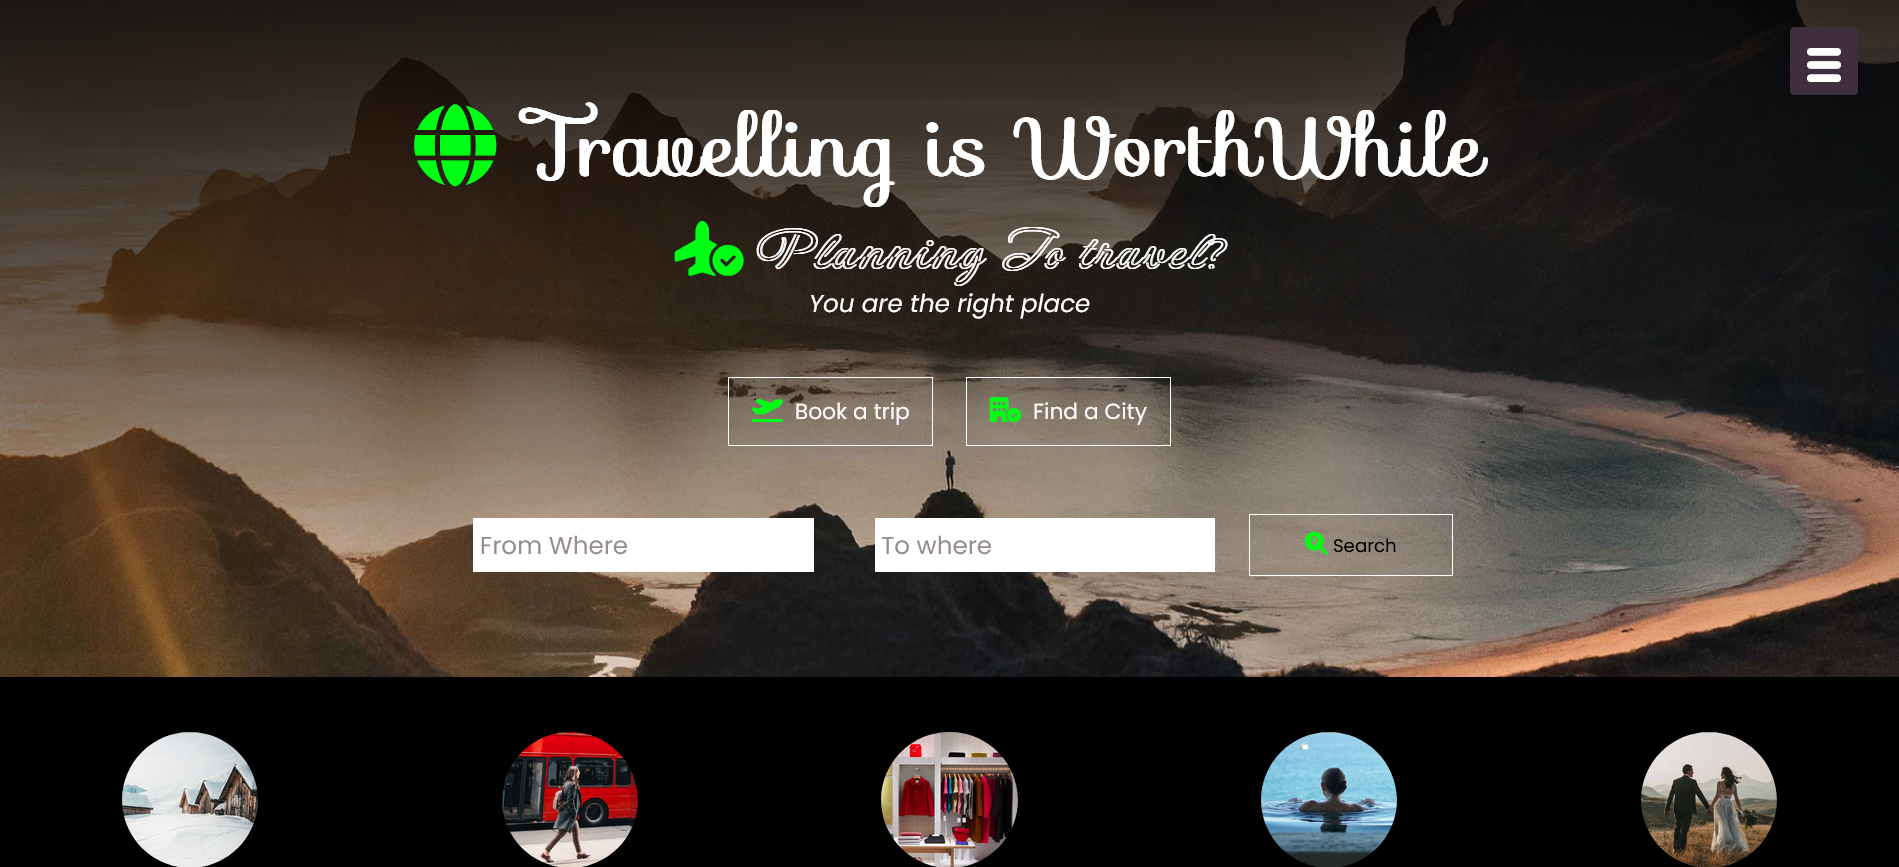 Travelling is WorthWhile
Planning To travel?
You are the right place
Book a trip
Find a City
From Where
To where
Search